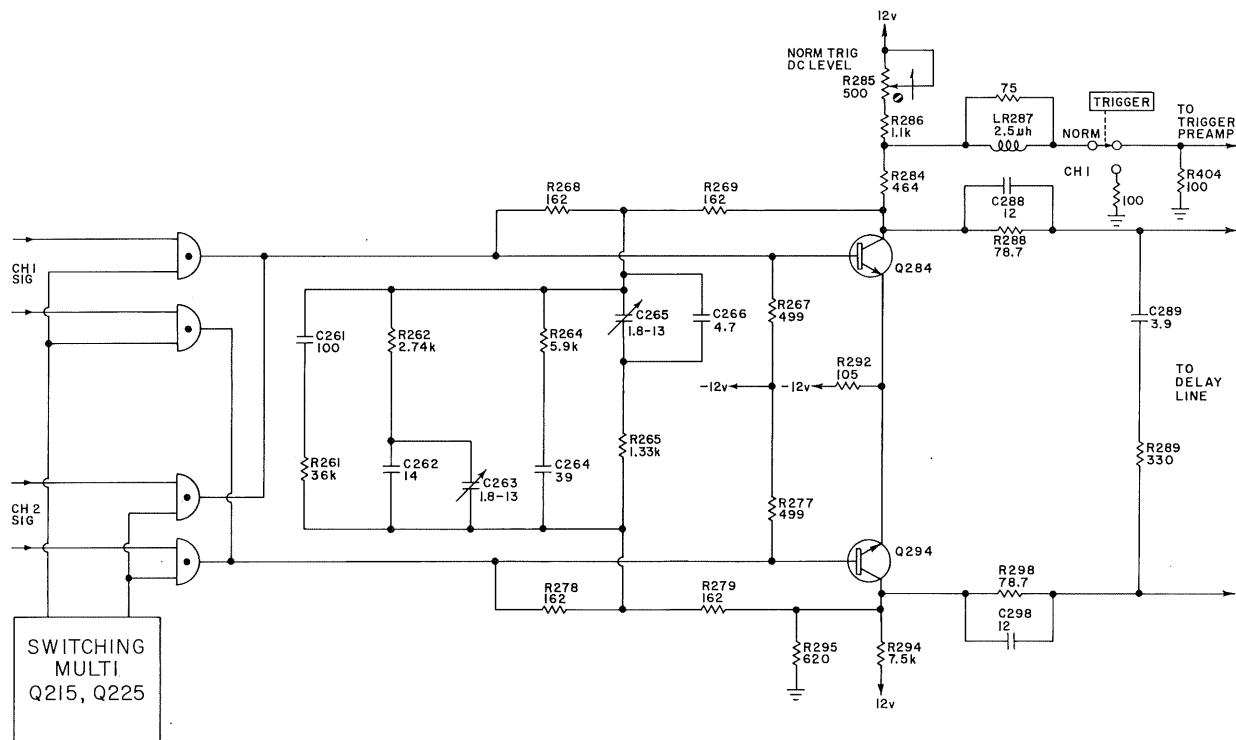 12v
NORM TRIG
DC LEVEL
R285
500
75
LR287
2.5μh
TRIGGER
NORM
TO
TRIGGER
PREAMP
R286
1.1k
CH 1
R404
100
100
R284
464
C288
12
R288
78.7
R268
162
R269
162
CH 1
SIG
Q284
C261
100
R262
2.74k
R264
5.9k
C265
1.8-13
C266
4.7
R267
499
C289
3.9
R292
105
-12v
-12v
TO
DELAY
LINE
R261
36k
C262
14
C263
1.8-13
C264
39
R265
1.33k
R289
330
R277
499
CH 2
SIG
Q294
R278
162
R279
162
R298
78.7
C298
12
R295
620
R294
7.5k
12v
SWITCHING
MULTI
Q215, Q225